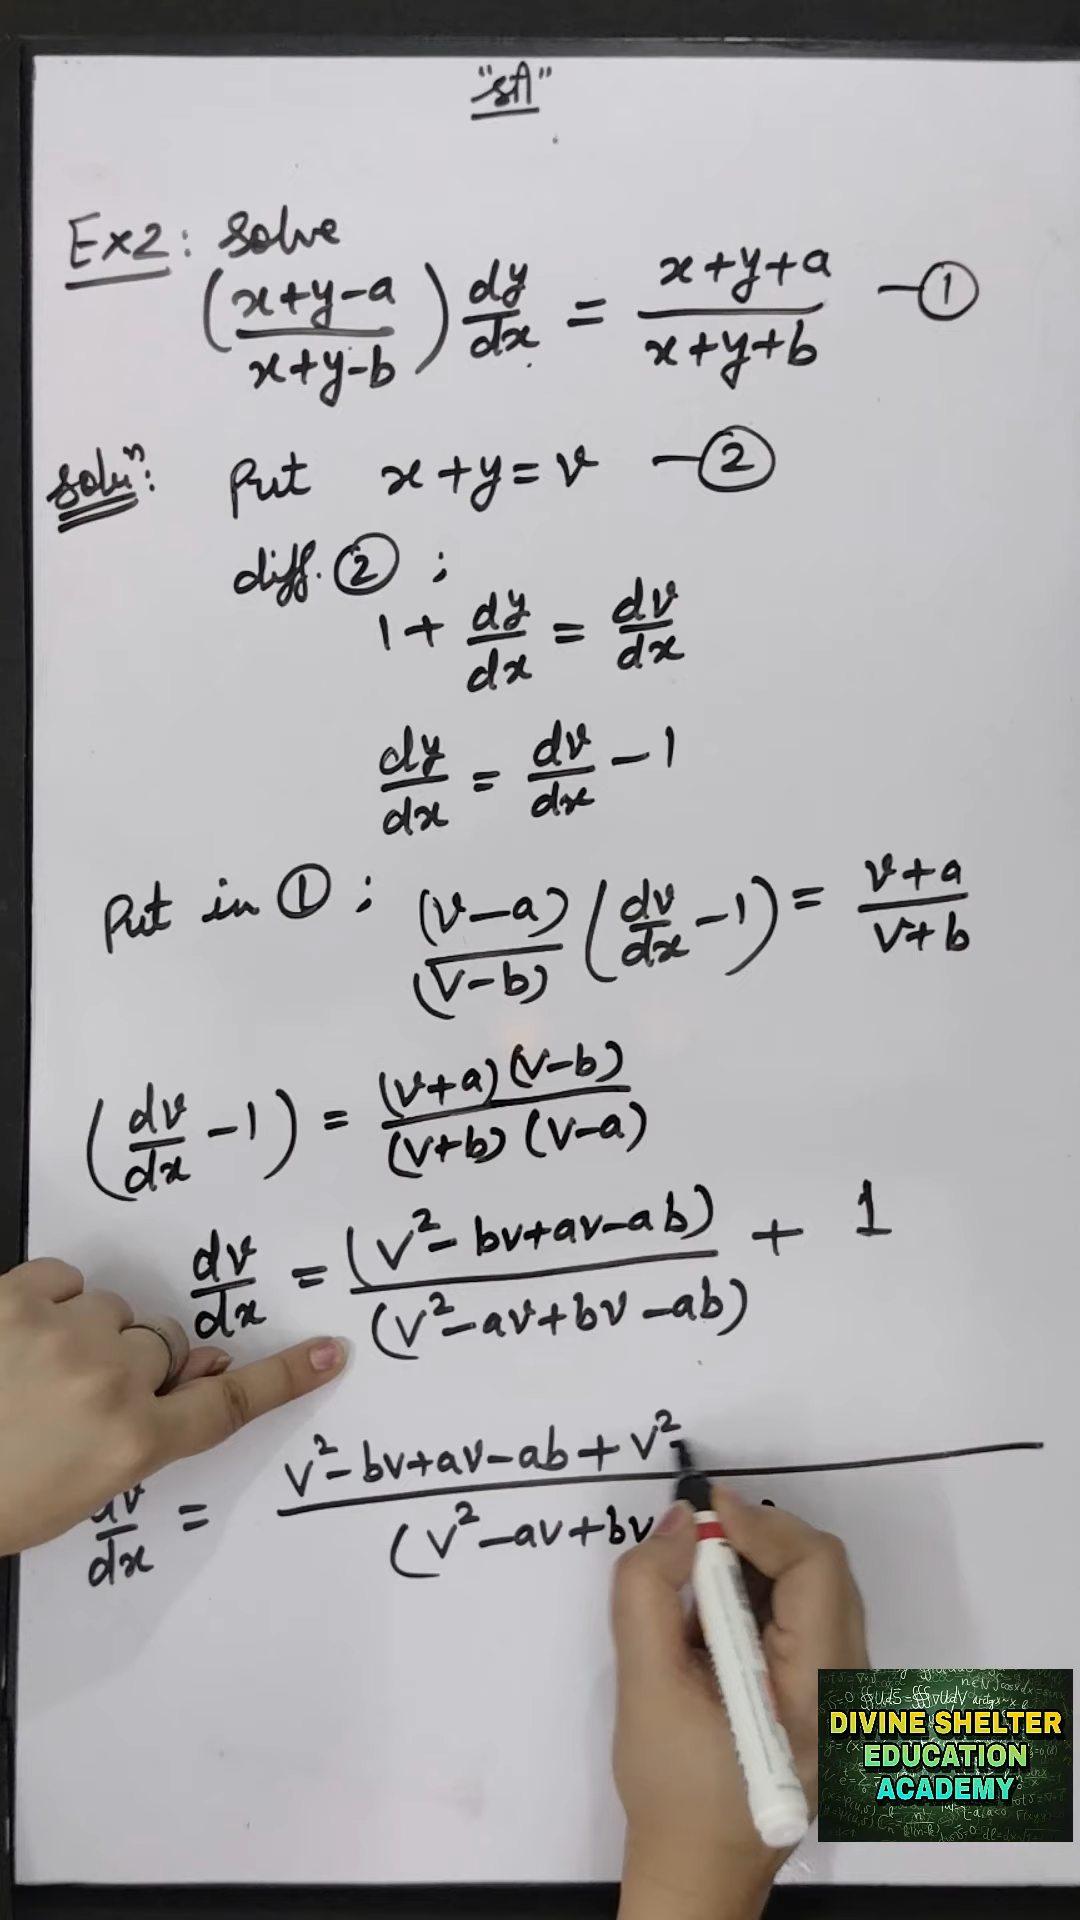 "श्री"
Ex2: Solve
(x+y-a / x+y-b) dy/dx = x+y+a / x+y+b —①
Soluⁿ: Put x+y=v —②
diff. ② ;
1 + dy/dx = dv/dx
dy/dx = dv/dx - 1
Put in ① ; (v-a)/(v-b) (dv/dx - 1) = v+a / v+b
(dv/dx - 1) = (v+a)(v-b) / (v+b)(v-a)
dv/dx = (v²-bv+av-ab) / (v²-av+bv-ab) + 1
dv/dx = v²-bv+av-ab+v²- / (v²-av+bv
DIVINE SHELTER
EDUCATION
ACADEMY